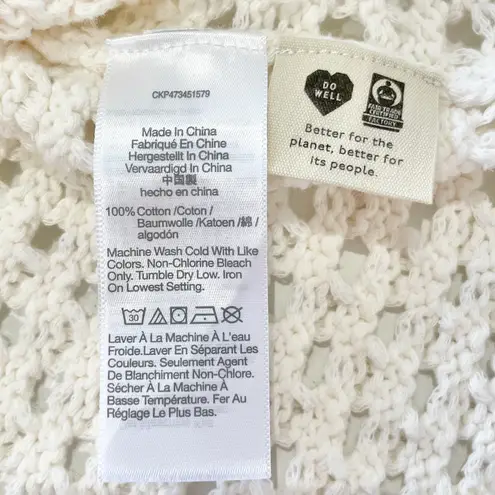 CKP473451579
Made In China
Fabriqué En Chine
Hergestellt In China
Vervaardigd In China
中国製
hecho en china
100% Cotton /Coton /
Baumwolle /Katoen /綿 /
algodón
Machine Wash Cold With Like
Colors. Non-Chlorine Bleach
Only. Tumble Dry Low. Iron
On Lowest Setting.
30
Laver À La Machine À L'eau
Froide.Laver En Séparant Les
Couleurs. Seulement Agent
De Blanchiment Non-Chlore.
Sécher À La Machine À
Basse Température. Fer Au
Réglage Le Plus Bas.
DO
WELL
FAIR TRADE
CERTIFIED
FACTORY
Better for the
planet, better for
its people.